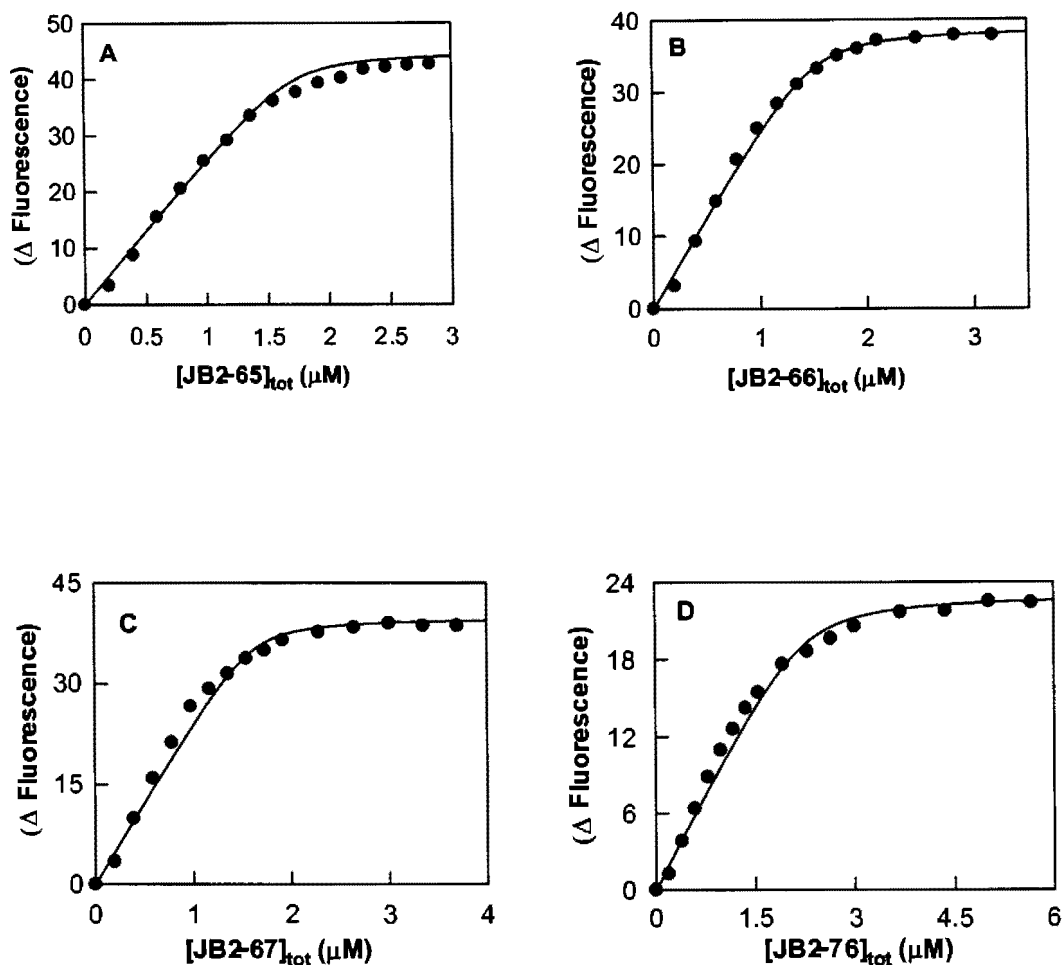 A
50
40
30
20
10
0
(Δ Fluorescence)
0 0.5 1 1.5 2 2.5 3
[JB2-65]tot (μM)
B
40
30
20
10
0
(Δ Fluorescence)
0 1 2 3
[JB2-66]tot (μM)
C
45
30
15
0
(Δ Fluorescence)
0 1 2 3 4
[JB2-67]tot (μM)
D
24
18
12
6
0
(Δ Fluorescence)
0 1.5 3 4.5 6
[JB2-76]tot (μM)